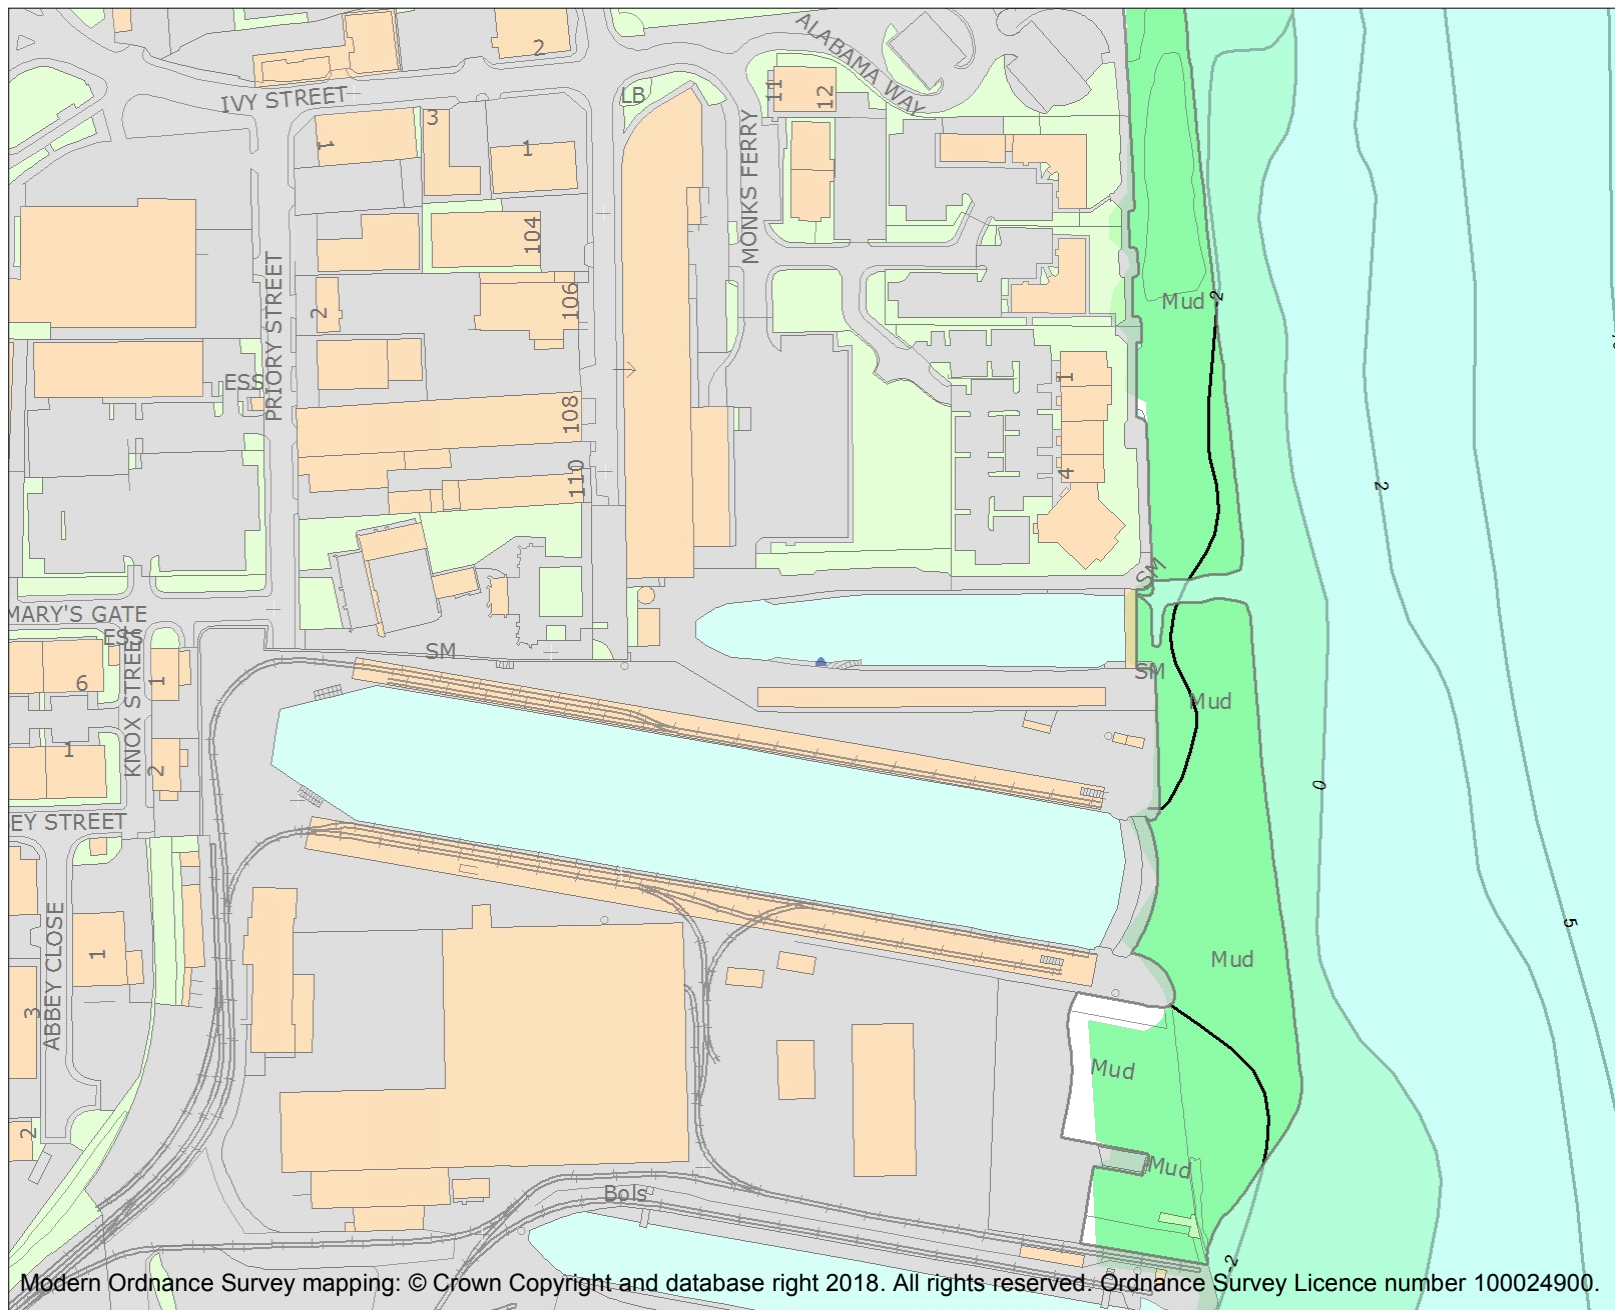 ALABAMA WAY
2
IVY STREET
LB
11
12
1
3
1
MONKS FERRY
104
PRIORY STREET
106
2
Mud
-2
ESS
1
108
4
110
2
SM
MARY'S GATE
ESS
KNOX STREET
SM
SM
6
1
Mud
1
2
0
EY STREET
ABBEY CLOSE
1
5
Mud
3
Mud
2
Mud
Bols
-2
Modern Ordnance Survey mapping: © Crown Copyright and database right 2018. All rights reserved. Ordnance Survey Licence number 100024900.